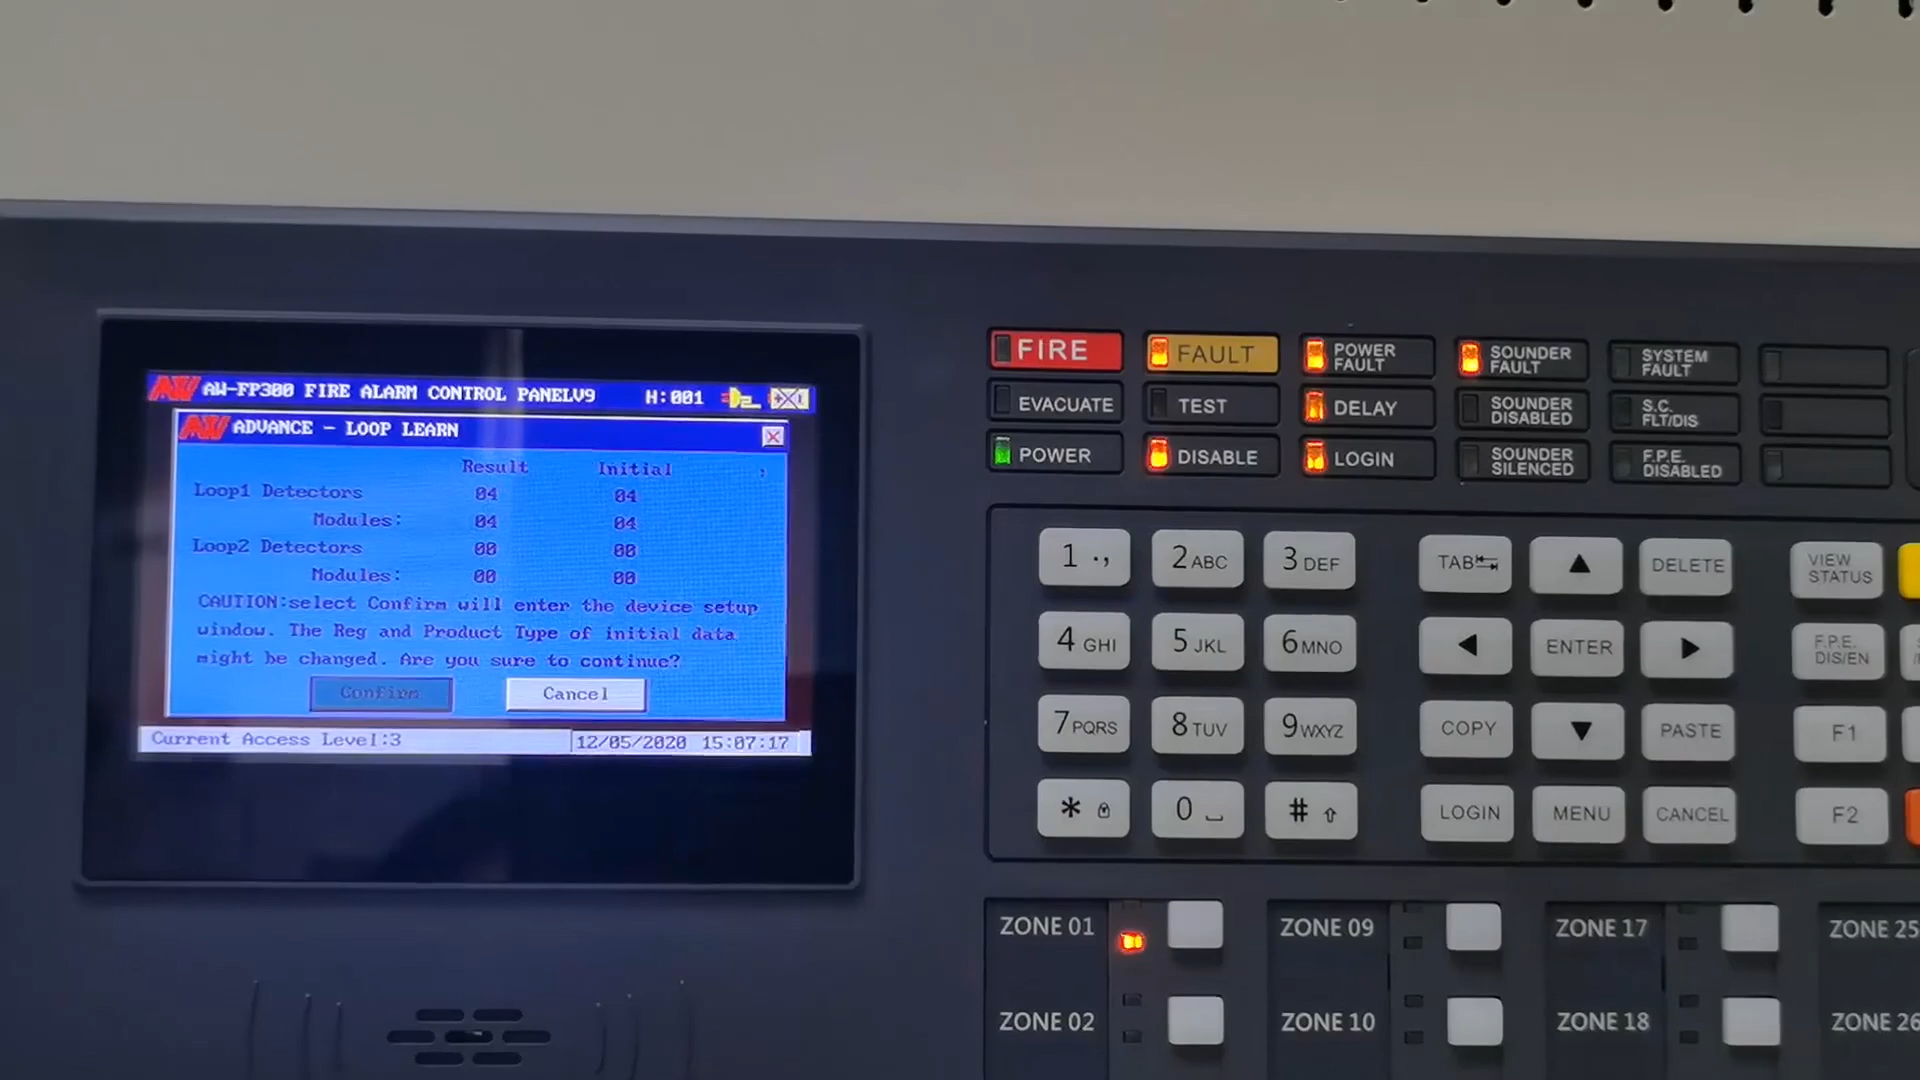 AW AW-FP300 FIRE ALARM CONTROL PANELV9 H:001
AW ADVANCE - LOOP LEARN
Result Initial
Loop1 Detectors 04 04
Modules: 04 04
Loop2 Detectors 00 00
Modules: 00 00
CAUTION:select Confirm will enter the device setup
window. The Reg and Product Type of initial data
might be changed. Are you sure to continue?
Confirm Cancel
Current Access Level:3 12/05/2020 15:07:17
FIRE
FAULT
POWER
FAULT
SOUNDER
FAULT
SYSTEM
FAULT
EVACUATE
TEST
DELAY
SOUNDER
DISABLED
S.C.
FLT/DIS
POWER
DISABLE
LOGIN
SOUNDER
SILENCED
F.P.E.
DISABLED
1 .,
2 ABC
3 DEF
TAB
DELETE
VIEW
STATUS
4 GHI
5 JKL
6 MNO
ENTER
F.P.E.
DIS/EN
7 PQRS
8 TUV
9 WXYZ
COPY
PASTE
F1
*
0
#
LOGIN
MENU
CANCEL
F2
ZONE 01
ZONE 09
ZONE 17
ZONE 25
ZONE 02
ZONE 10
ZONE 18
ZONE 26